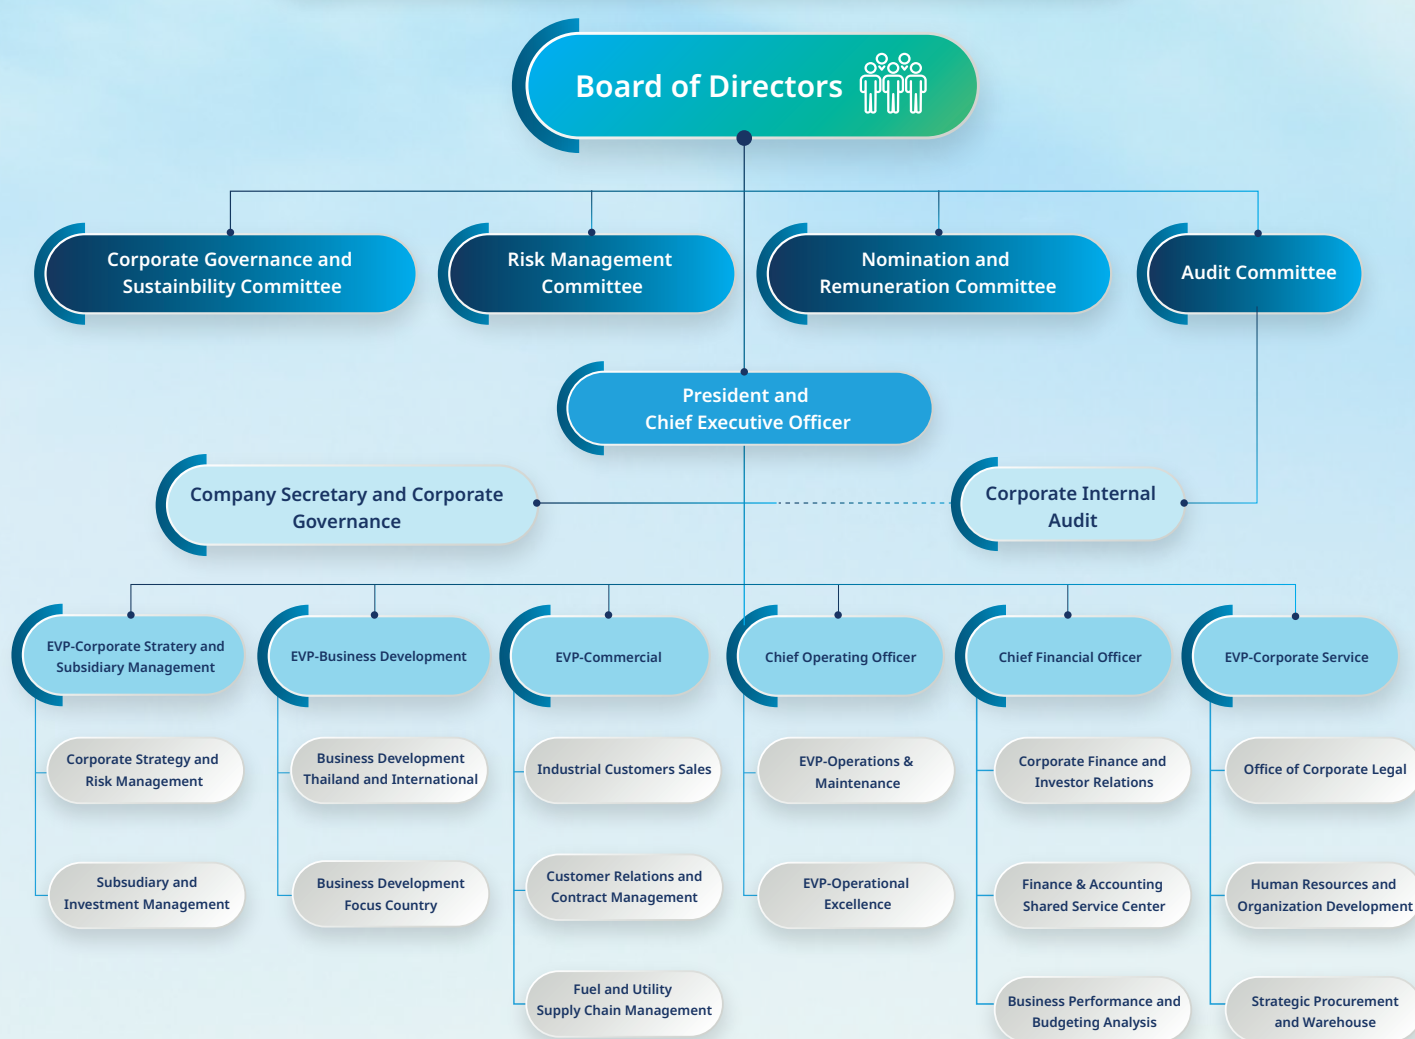 Board of Directors
Corporate Governance and
Sustainbility Committee
Risk Management
Committee
Nomination and
Remuneration Committee
Audit Committee
President and
Chief Executive Officer
Company Secretary and Corporate
Governance
Corporate Internal
Audit
EVP-Corporate Stratery and
Subsidiary Management
EVP-Business Development
EVP-Commercial
Chief Operating Officer
Chief Financial Officer
EVP-Corporate Service
Corporate Strategy and
Risk Management
Business Development
Thailand and International
Industrial Customers Sales
EVP-Operations &
Maintenance
Corporate Finance and
Investor Relations
Office of Corporate Legal
Subsudiary and
Investment Management
Business Development
Focus Country
Customer Relations and
Contract Management
EVP-Operational
Excellence
Finance & Accounting
Shared Service Center
Human Resources and
Organization Development
Fuel and Utility
Supply Chain Management
Business Performance and
Budgeting Analysis
Strategic Procurement
and Warehouse